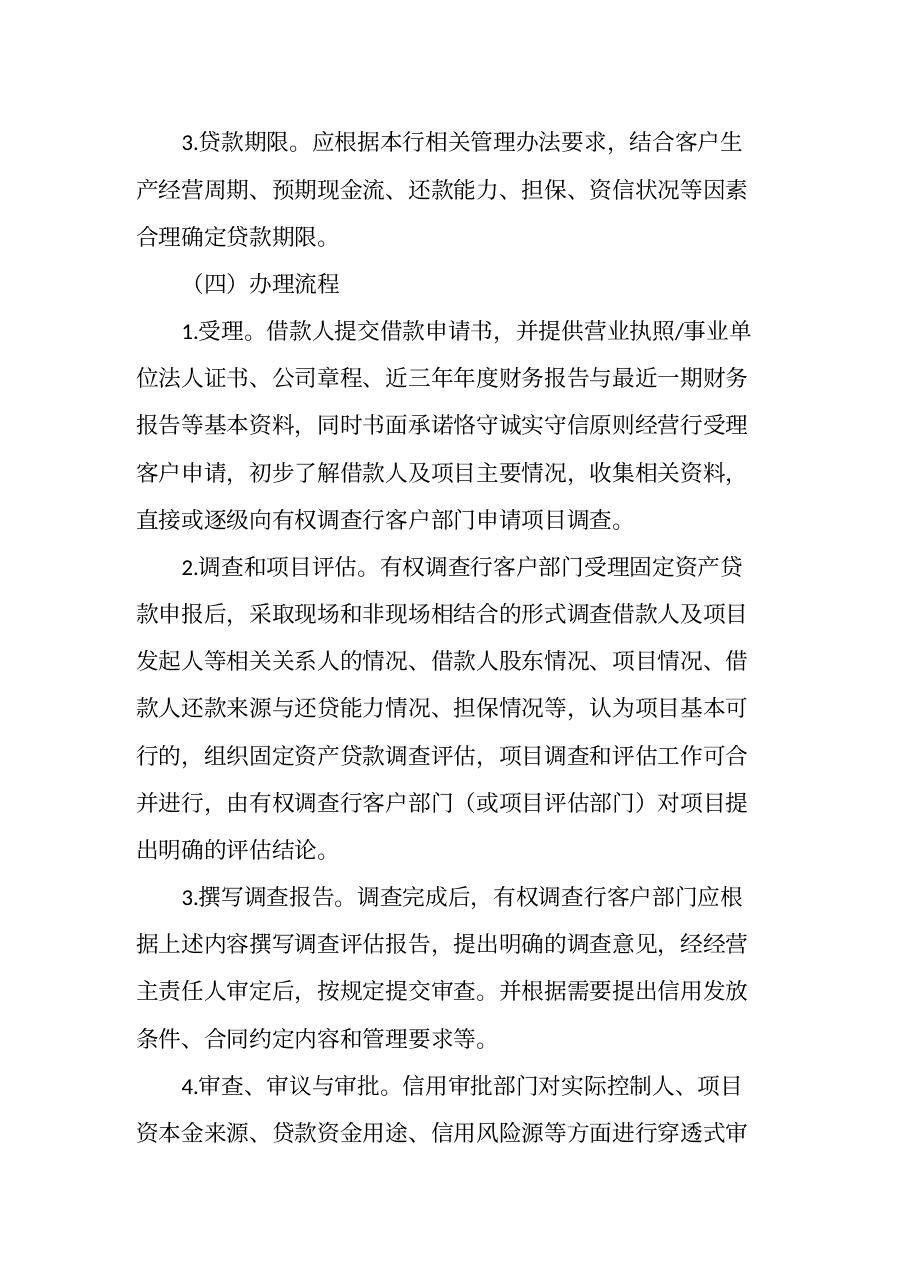 3.贷款期限。应根据本行相关管理办法要求，结合客户生
产经营周期、预期现金流、还款能力、担保、资信状况等因素
合理确定贷款期限。
（四）办理流程
1.受理。借款人提交借款申请书，并提供营业执照/事业单
位法人证书、公司章程、近三年年度财务报告与最近一期财务
报告等基本资料，同时书面承诺恪守诚实守信原则经营行受理
客户申请，初步了解借款人及项目主要情况，收集相关资料，
直接或逐级向有权调查行客户部门申请项目调查。
2.调查和项目评估。有权调查行客户部门受理固定资产贷
款申报后，采取现场和非现场相结合的形式调查借款人及项目
发起人等相关关系人的情况、借款人股东情况、项目情况、借
款人还款来源与还贷能力情况、担保情况等，认为项目基本可
行的，组织固定资产贷款调查评估，项目调查和评估工作可合
并进行，由有权调查行客户部门（或项目评估部门）对项目提
出明确的评估结论。
3.撰写调查报告。调查完成后，有权调查行客户部门应根
据上述内容撰写调查评估报告，提出明确的调查意见，经经营
主责任人审定后，按规定提交审查。并根据需要提出信用发放
条件、合同约定内容和管理要求等。
4.审查、审议与审批。信用审批部门对实际控制人、项目
资本金来源、贷款资金用途、信用风险源等方面进行穿透式审